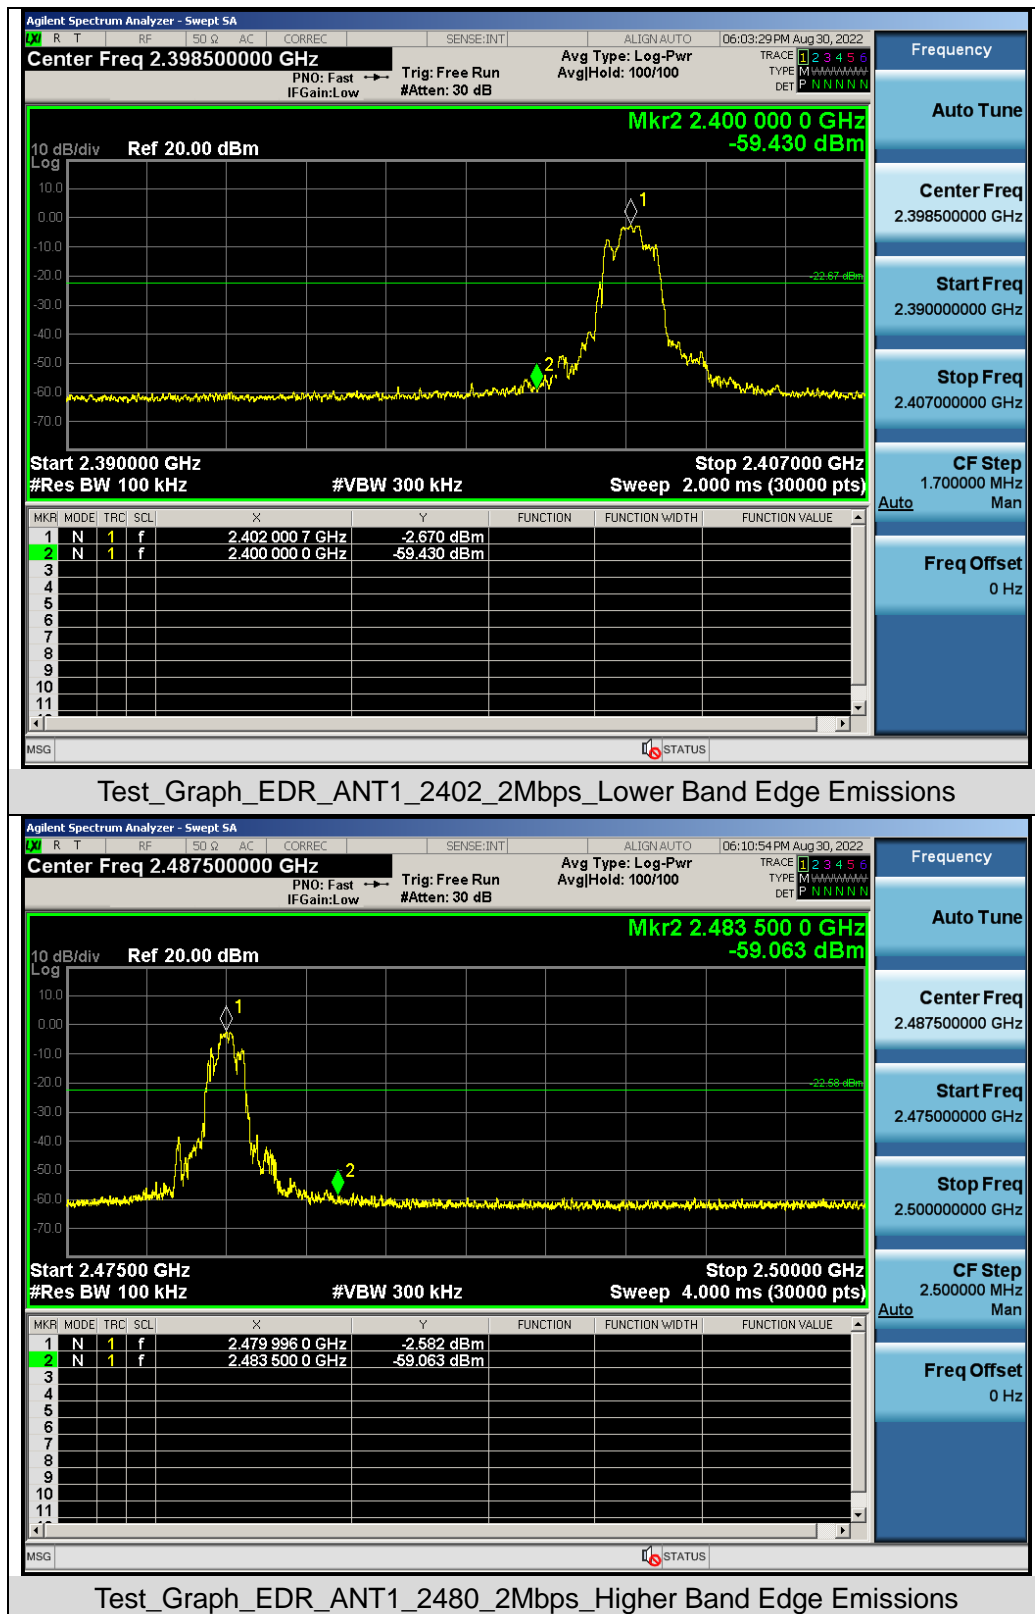 Agilent Spectrum Analyzer - Swept SA
LXI R T RF 50 Ω AC CORREC SENSE:INT ALIGN AUTO 06:03:29 PM Aug 30, 2022
Center Freq 2.398500000 GHz
PNO: Fast
IFGain:Low
Trig: Free Run
#Atten: 30 dB
Avg Type: Log-Pwr
Avg|Hold: 100/100
TRACE 1 2 3 4 5 6
TYPE M WWWWW
DET P N N N N N
Mkr2 2.400 000 0 GHz
-59.430 dBm
10 dB/div Ref 20.00 dBm
Log
10.0
0.00
-10.0
-20.0
-30.0
-40.0
-50.0
-60.0
-70.0
1
2
-22.67 dBm
Start 2.390000 GHz Stop 2.407000 GHz
#Res BW 100 kHz #VBW 300 kHz Sweep 2.000 ms (30000 pts)
MKR MODE TRC SCL X Y FUNCTION FUNCTION WIDTH FUNCTION VALUE
1 N 1 f 2.402 000 7 GHz -2.670 dBm
2 N 1 f 2.400 000 0 GHz -59.430 dBm
3
4
5
6
7
8
9
10
11
MSG STATUS
Frequency
Auto Tune
Center Freq
2.398500000 GHz
Start Freq
2.390000000 GHz
Stop Freq
2.407000000 GHz
CF Step
1.700000 MHz
Auto Man
Freq Offset
0 Hz
Test_Graph_EDR_ANT1_2402_2Mbps_Lower Band Edge Emissions
Agilent Spectrum Analyzer - Swept SA
LXI R T RF 50 Ω AC CORREC SENSE:INT ALIGN AUTO 06:10:54 PM Aug 30, 2022
Center Freq 2.487500000 GHz
PNO: Fast
IFGain:Low
Trig: Free Run
#Atten: 30 dB
Avg Type: Log-Pwr
Avg|Hold: 100/100
TRACE 1 2 3 4 5 6
TYPE M WWWWW
DET P N N N N N
Mkr2 2.483 500 0 GHz
-59.063 dBm
10 dB/div Ref 20.00 dBm
Log
10.0
0.00
-10.0
-20.0
-30.0
-40.0
-50.0
-60.0
-70.0
1
2
-22.58 dBm
Start 2.47500 GHz Stop 2.50000 GHz
#Res BW 100 kHz #VBW 300 kHz Sweep 4.000 ms (30000 pts)
MKR MODE TRC SCL X Y FUNCTION FUNCTION WIDTH FUNCTION VALUE
1 N 1 f 2.479 996 0 GHz -2.582 dBm
2 N 1 f 2.483 500 0 GHz -59.063 dBm
3
4
5
6
7
8
9
10
11
MSG STATUS
Frequency
Auto Tune
Center Freq
2.487500000 GHz
Start Freq
2.475000000 GHz
Stop Freq
2.500000000 GHz
CF Step
2.500000 MHz
Auto Man
Freq Offset
0 Hz
Test_Graph_EDR_ANT1_2480_2Mbps_Higher Band Edge Emissions